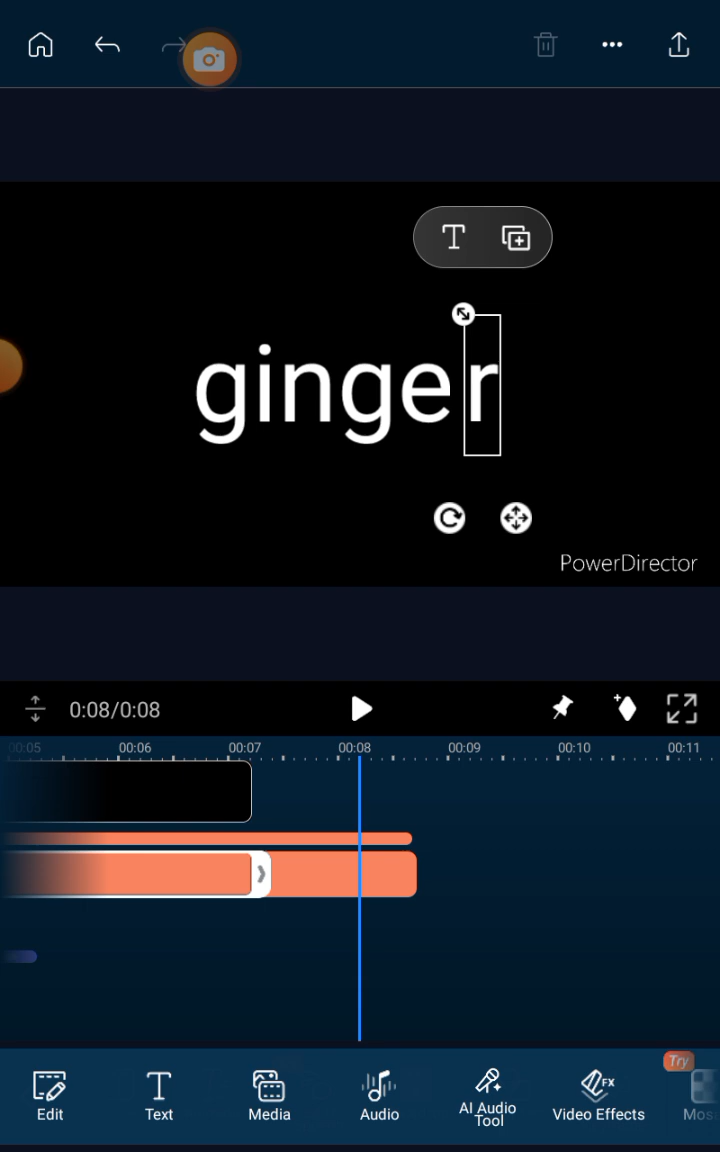 ginger
PowerDirector
0:08/0:08
00:05 00:06 00:07 00:08 00:09 00:10 00:11
Try
Edit Text Media Audio AI Audio Tool Video Effects
FX